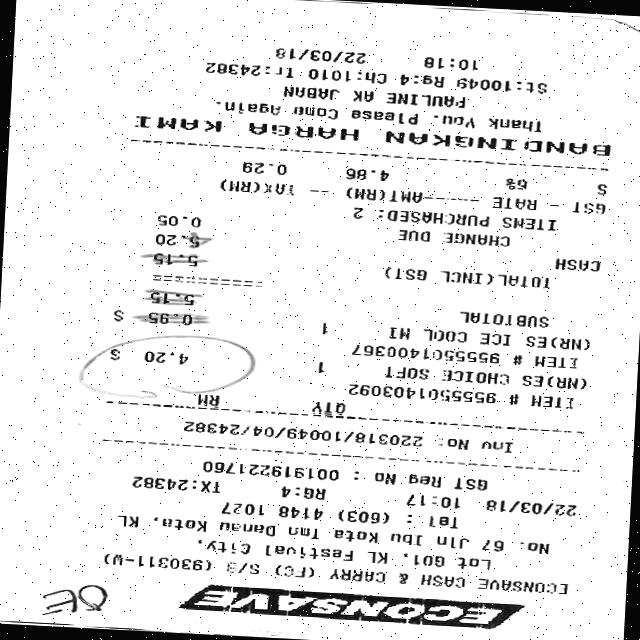 OE
ECONSAVE
ECONSAVE CASH & CARRY (FC) S/B (930311-W)
Lot G01, KL Festival City,
No. 67 Jln Ibu Kota Tmn Danau Kota, KL
Tel : (603) 4148 1027
22/03/18 10:17 RG:4 TX:24382
GST Reg No : 001919221760
Inv No. 220318/10049/04/24382
QTY RM
ITEM # 9555501403092
(NR)ES CHOICE SOFT 1 4.20 S
ITEM # 9555501400367
(NR)ES ICE COOL MI 1 0.95 S
SUBTOTAL 5.15
===========
TOTAL(INCL GST) 5.15
CASH 5.20
CHANGE DUE 0.05
ITEMS PURCHASED: 2
GST - RATE ------AMT(RM) -- TAX(RM)
S 6% 4.86 0.29
BANDINGKAN HARGA KAMI
Thank You. Please Come Again.
PAULINE AK JABAN
St:10049 Rg:4 Ch:1010 Tr:24382
10:18 22/03/18